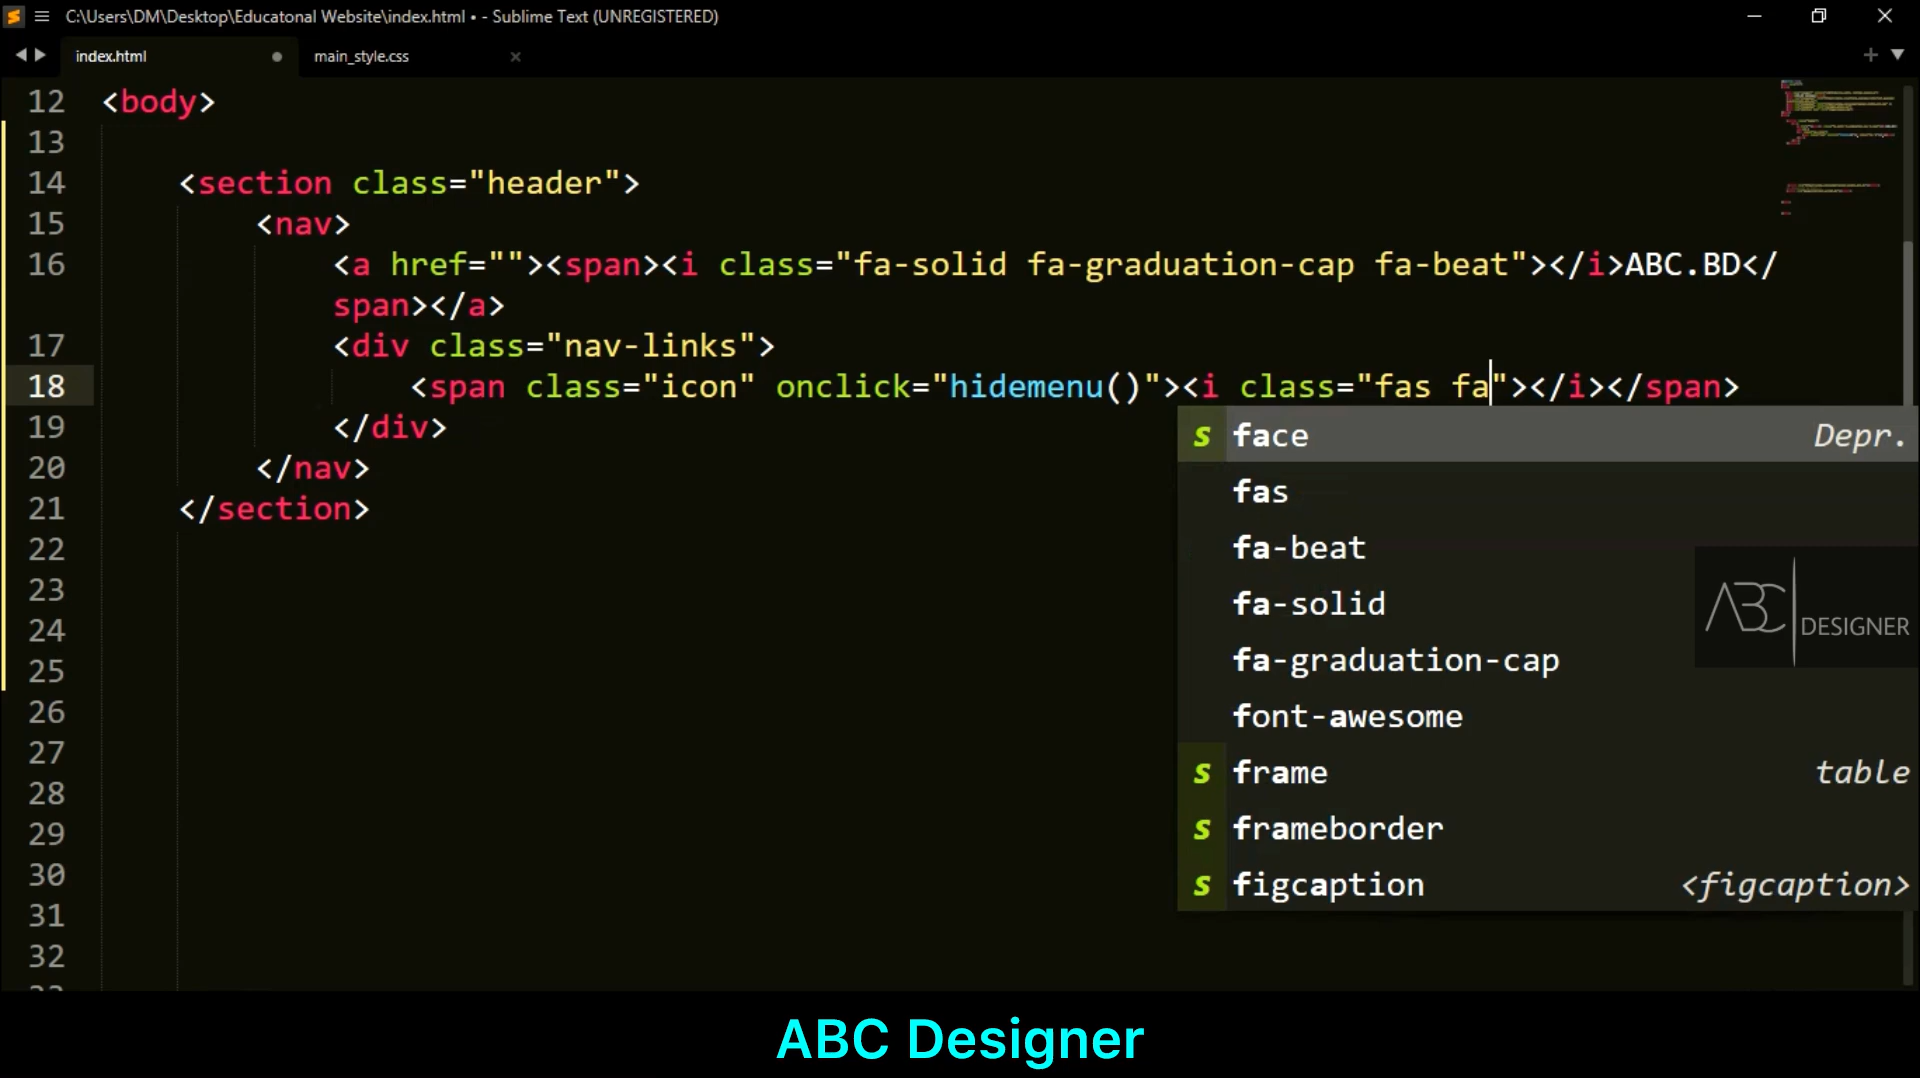 C:\Users\DM\Desktop\Educatonal Website\index.html • - Sublime Text (UNREGISTERED)
index.html
main_style.css
12 <body>
13
14 <section class="header">
15 <nav>
16 <a href=""><span><i class="fa-solid fa-graduation-cap fa-beat"></i>ABC.BD</
span></a>
17 <div class="nav-links">
18 <span class="icon" onclick="hidemenu()"><i class="fas fa"></i></span>
19 </div>
20 </nav>
21 </section>
22
23
24
25
26
27
28
29
30
31
32
s face Depr.
fas
fa-beat
fa-solid
fa-graduation-cap
font-awesome
s frame table
s frameborder
s figcaption <figcaption>
ABC DESIGNER
ABC Designer